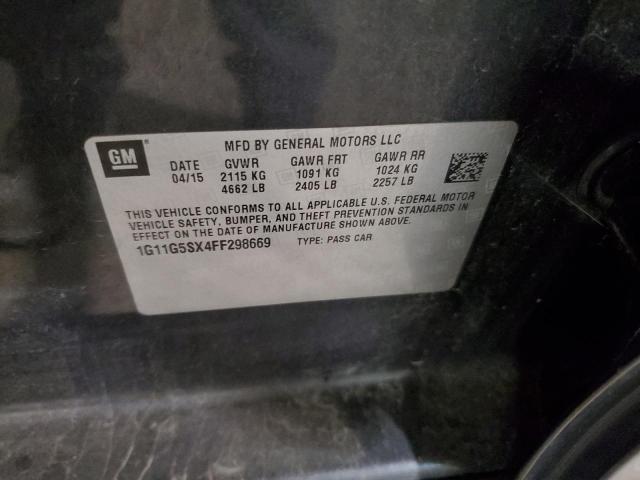 GM
MFD BY GENERAL MOTORS LLC
DATE GVWR GAWR FRT GAWR RR
04/15 2115 KG 1091 KG 1024 KG
4662 LB 2405 LB 2257 LB
THIS VEHICLE CONFORMS TO ALL APPLICABLE U.S. FEDERAL MOTOR
VEHICLE SAFETY, BUMPER, AND THEFT PREVENTION STANDARDS IN
EFFECT ON THE DATE OF MANUFACTURE SHOWN ABOVE.
1G11G5SX4FF298669 TYPE: PASS CAR